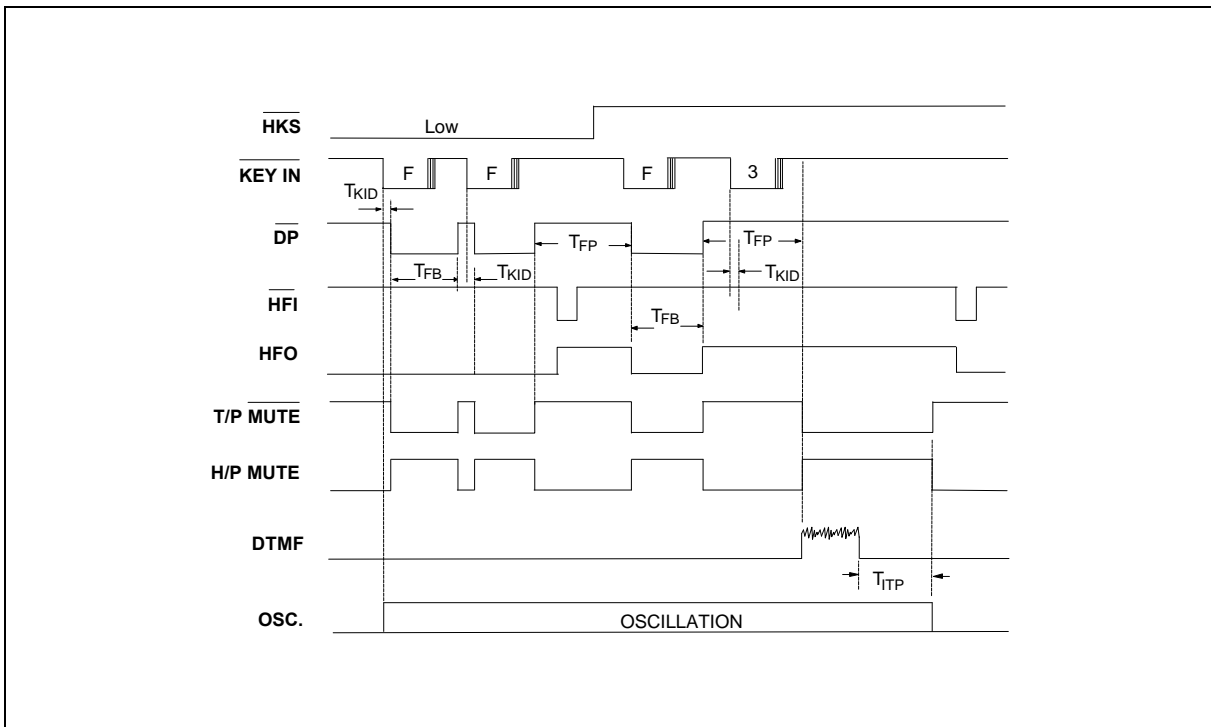 HKS
Low
KEY IN
F
F
F
3
TKID
DP
TFP
TFP
TFB
TKID
TKID
HFI
TFB
HFO
T/P MUTE
H/P MUTE
DTMF
TITP
OSC.
OSCILLATION